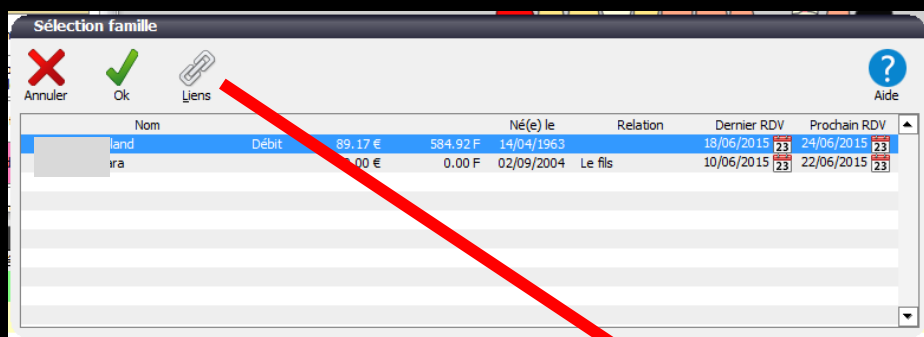 Sélection famille
Annuler Ok Liens Aide
Nom Né(e) le Relation Dernier RDV Prochain RDV
land Débit 89.17 € 584.92 F 14/04/1963 18/06/2015 23 24/06/2015 23
ara .00 € 0.00 F 02/09/2004 Le fils 10/06/2015 23 22/06/2015 23